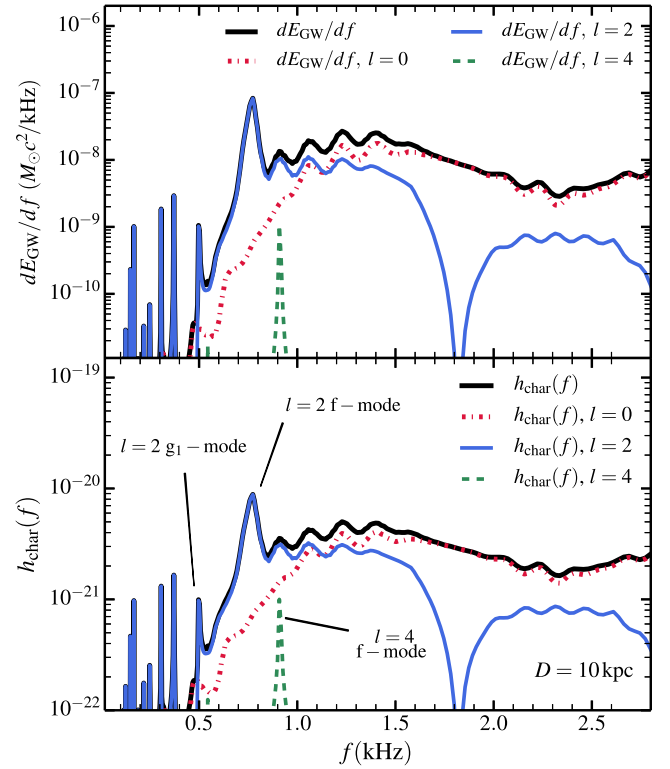 10⁻⁶
10⁻⁷
10⁻⁸
10⁻⁹
10⁻¹⁰
dE_GW/df (M⊙c²/kHz)
dE_GW/df
dE_GW/df, l = 0
dE_GW/df, l = 2
dE_GW/df, l = 4
10⁻¹⁹
10⁻²⁰
10⁻²¹
10⁻²²
h_char(f)
h_char(f)
h_char(f), l = 0
h_char(f), l = 2
h_char(f), l = 4
l = 2 f − mode
l = 2 g₁ − mode
l = 4
f − mode
D = 10 kpc
0.5 1.0 1.5 2.0 2.5
f(kHz)